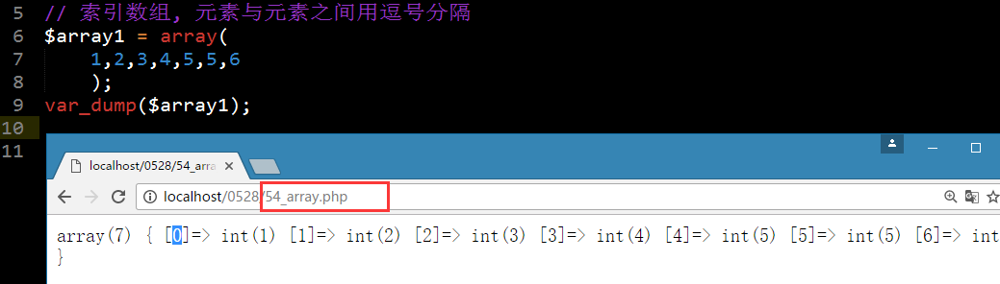 5 // 索引数组, 元素与元素之间用逗号分隔
6 $array1 = array(
7 1,2,3,4,5,5,6
8 );
9 var_dump($array1);
10
11
localhost/0528/54_arra
localhost/0528/54_array.php
array(7) { [0]=> int(1) [1]=> int(2) [2]=> int(3) [3]=> int(4) [4]=> int(5) [5]=> int(5) [6]=> int
}